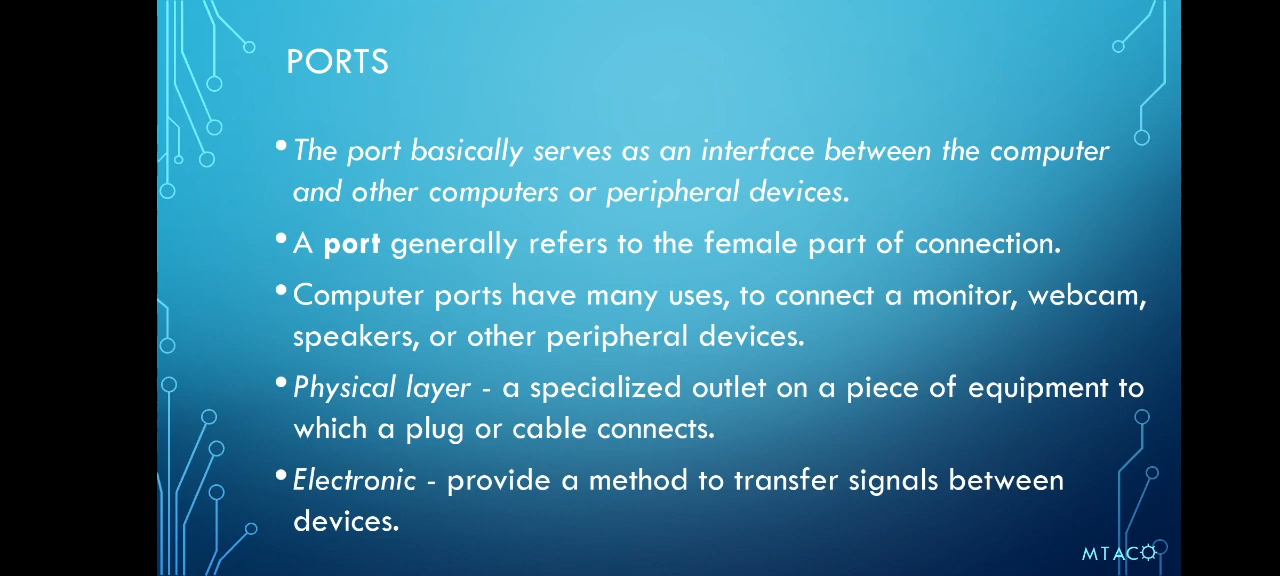 PORTS
• The port basically serves as an interface between the computer
and other computers or peripheral devices.
• A port generally refers to the female part of connection.
• Computer ports have many uses, to connect a monitor, webcam,
speakers, or other peripheral devices.
• Physical layer - a specialized outlet on a piece of equipment to
which a plug or cable connects.
• Electronic - provide a method to transfer signals between
devices.
MTAC